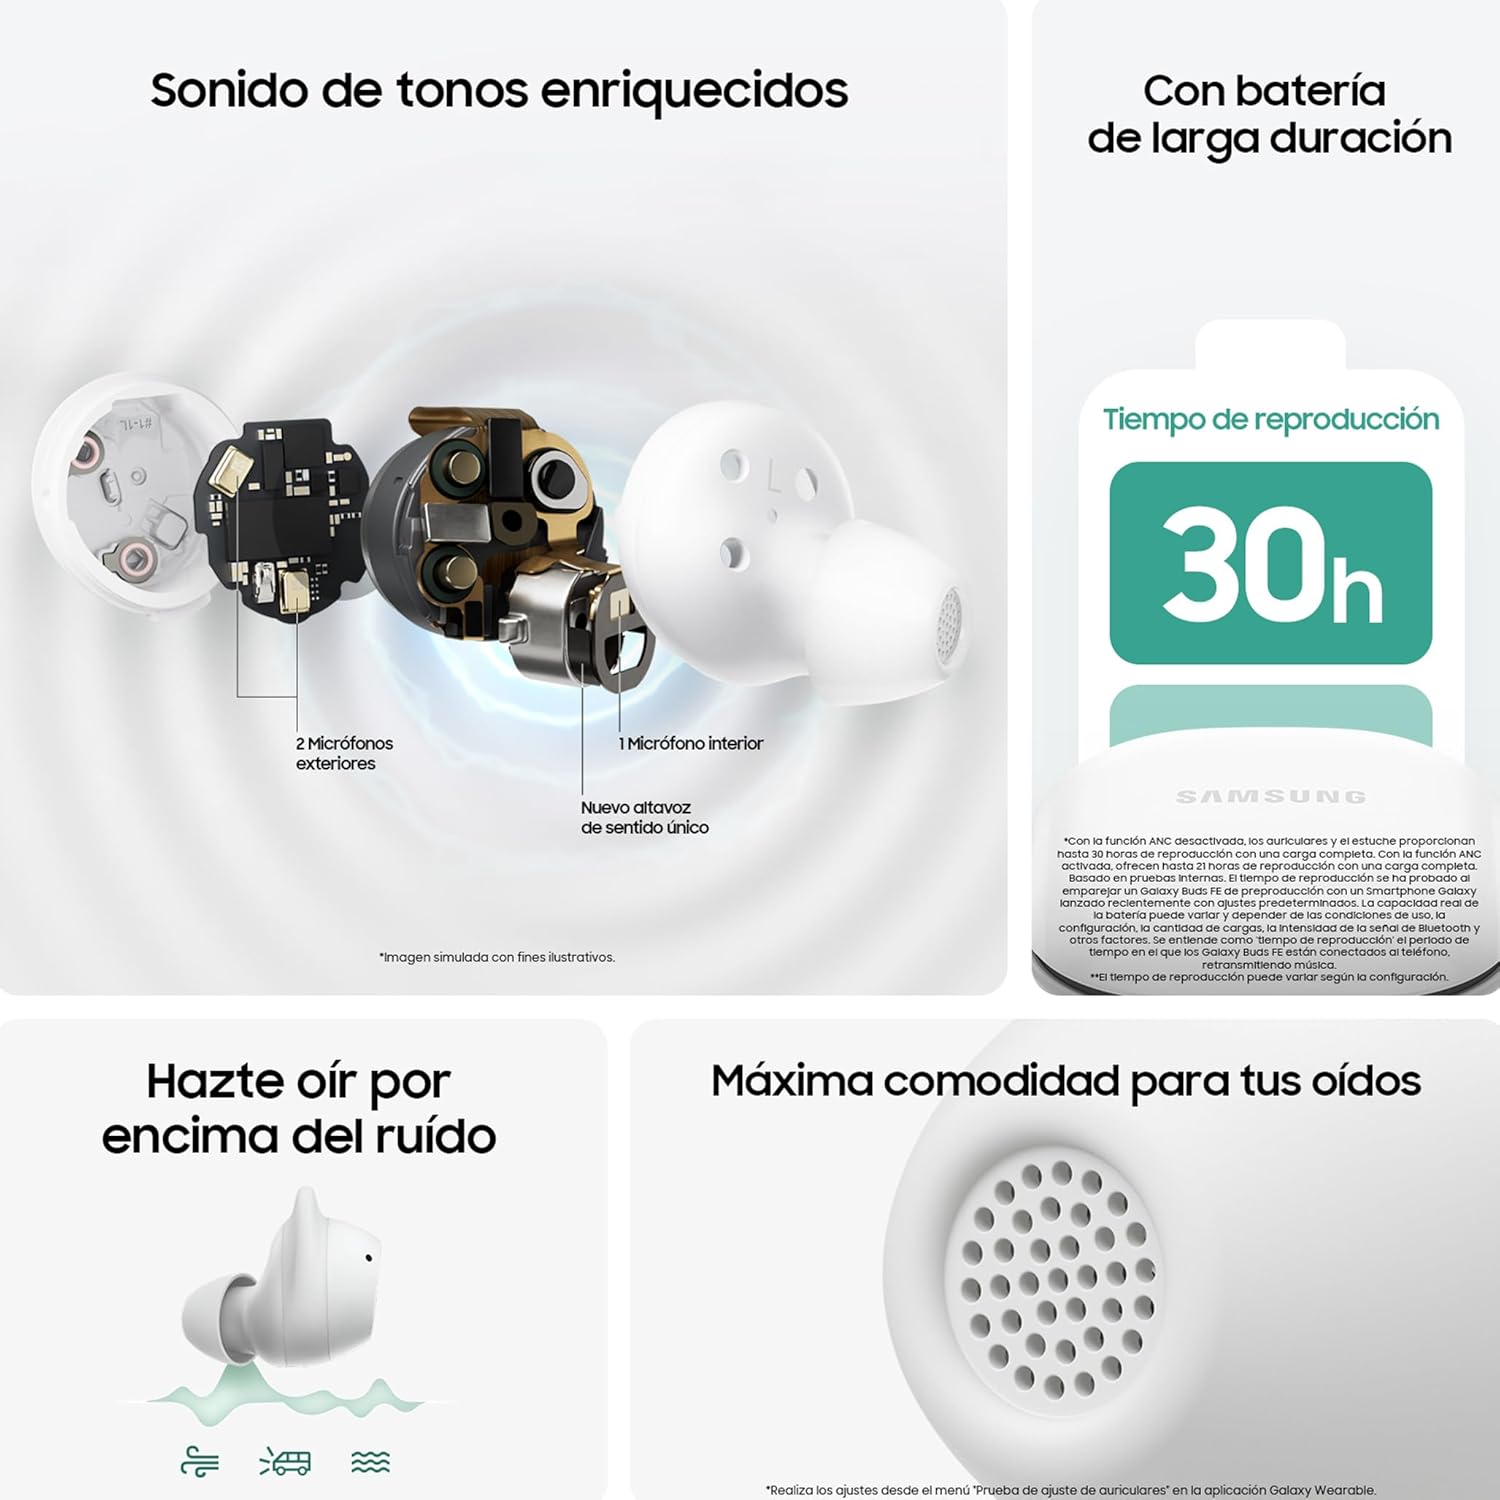 Sonido de tonos enriquecidos
#1-1L
L
2 Micrófonos
exteriores
1 Micrófono interior
Nuevo altavoz
de sentido único
*Imagen simulada con fines ilustrativos.
Con batería
de larga duración
Tiempo de reproducción
30h
SAMSUNG
*Con la función ANC desactivada, los auriculares y el estuche proporcionan
hasta 30 horas de reproducción con una carga completa. Con la función ANC
activada, ofrecen hasta 21 horas de reproducción con una carga completa.
Basado en pruebas internas. El tiempo de reproducción se ha probado al
emparejar un Galaxy Buds FE de preproducción con un Smartphone Galaxy
lanzado recientemente con ajustes predeterminados. La capacidad real de
la batería puede variar y depender de las condiciones de uso, la
configuración, la cantidad de cargas, la intensidad de la señal de Bluetooth y
otros factores. Se entiende como 'tiempo de reproducción' el periodo de
tiempo en el que los Galaxy Buds FE están conectados al teléfono,
retransmitiendo música.
**El tiempo de reproducción puede variar según la configuración.
Hazte oír por
encima del ruído
Máxima comodidad para tus oídos
*Realiza los ajustes desde el menú "Prueba de ajuste de auriculares" en la aplicación Galaxy Wearable.